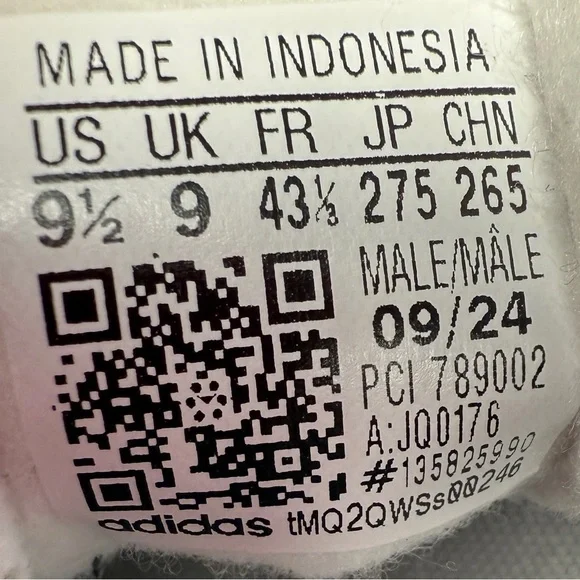 MADE IN INDONESIA
US UK FR JP CHN
9½ 9 43⅓ 275 265
MALE/MÂLE
09/24
PCI 789002
A:JQ0176
#135825990
adidas tMQ2QWSs00246